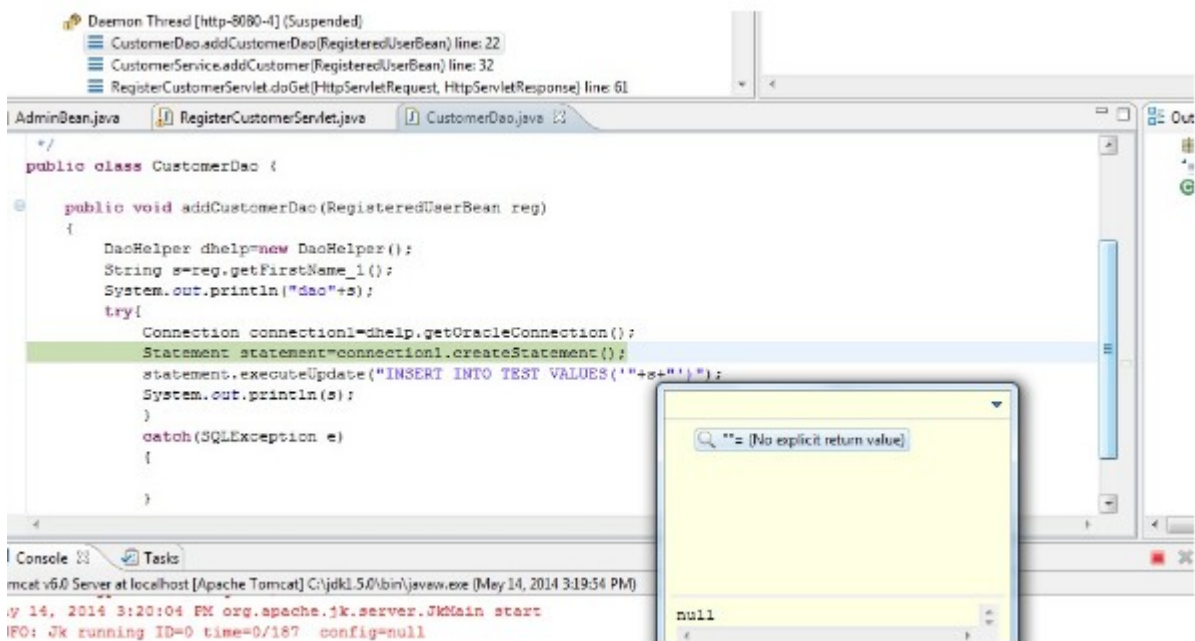 Daemon Thread [http-8080-4] (Suspended)
CustomerDao.addCustomerDao(RegisteredUserBean) line: 22
CustomerService.addCustomer(RegisteredUserBean) line: 32
RegisterCustomerServlet.doGet(HttpServletRequest, HttpServletResponse) line: 61
AdminBean.java RegisterCustomerServlet.java CustomerDao.java Out
*/
public class CustomerDao {
public void addCustomerDao(RegisteredUserBean reg)
{
DaoHelper dhelp=new DaoHelper();
String s=reg.getFirstName_1();
System.out.println("dao"+s);
try{
Connection connection1=dhelp.getOracleConnection();
Statement statement=connection1.createStatement();
statement.executeUpdate("INSERT INTO TEST VALUES('"+s+"')");
System.out.println(s);
}
catch(SQLException e)
{
}
""= (No explicit return value)
null
Console Tasks
mcat v6.0 Server at localhost [Apache Tomcat] C:\jdk1.5.0\bin\javaw.exe (May 14, 2014 3:19:54 PM)
y 14, 2014 3:20:04 PM org.apache.jk.server.JkMain start
FO: Jk running ID=0 time=0/187 config=null